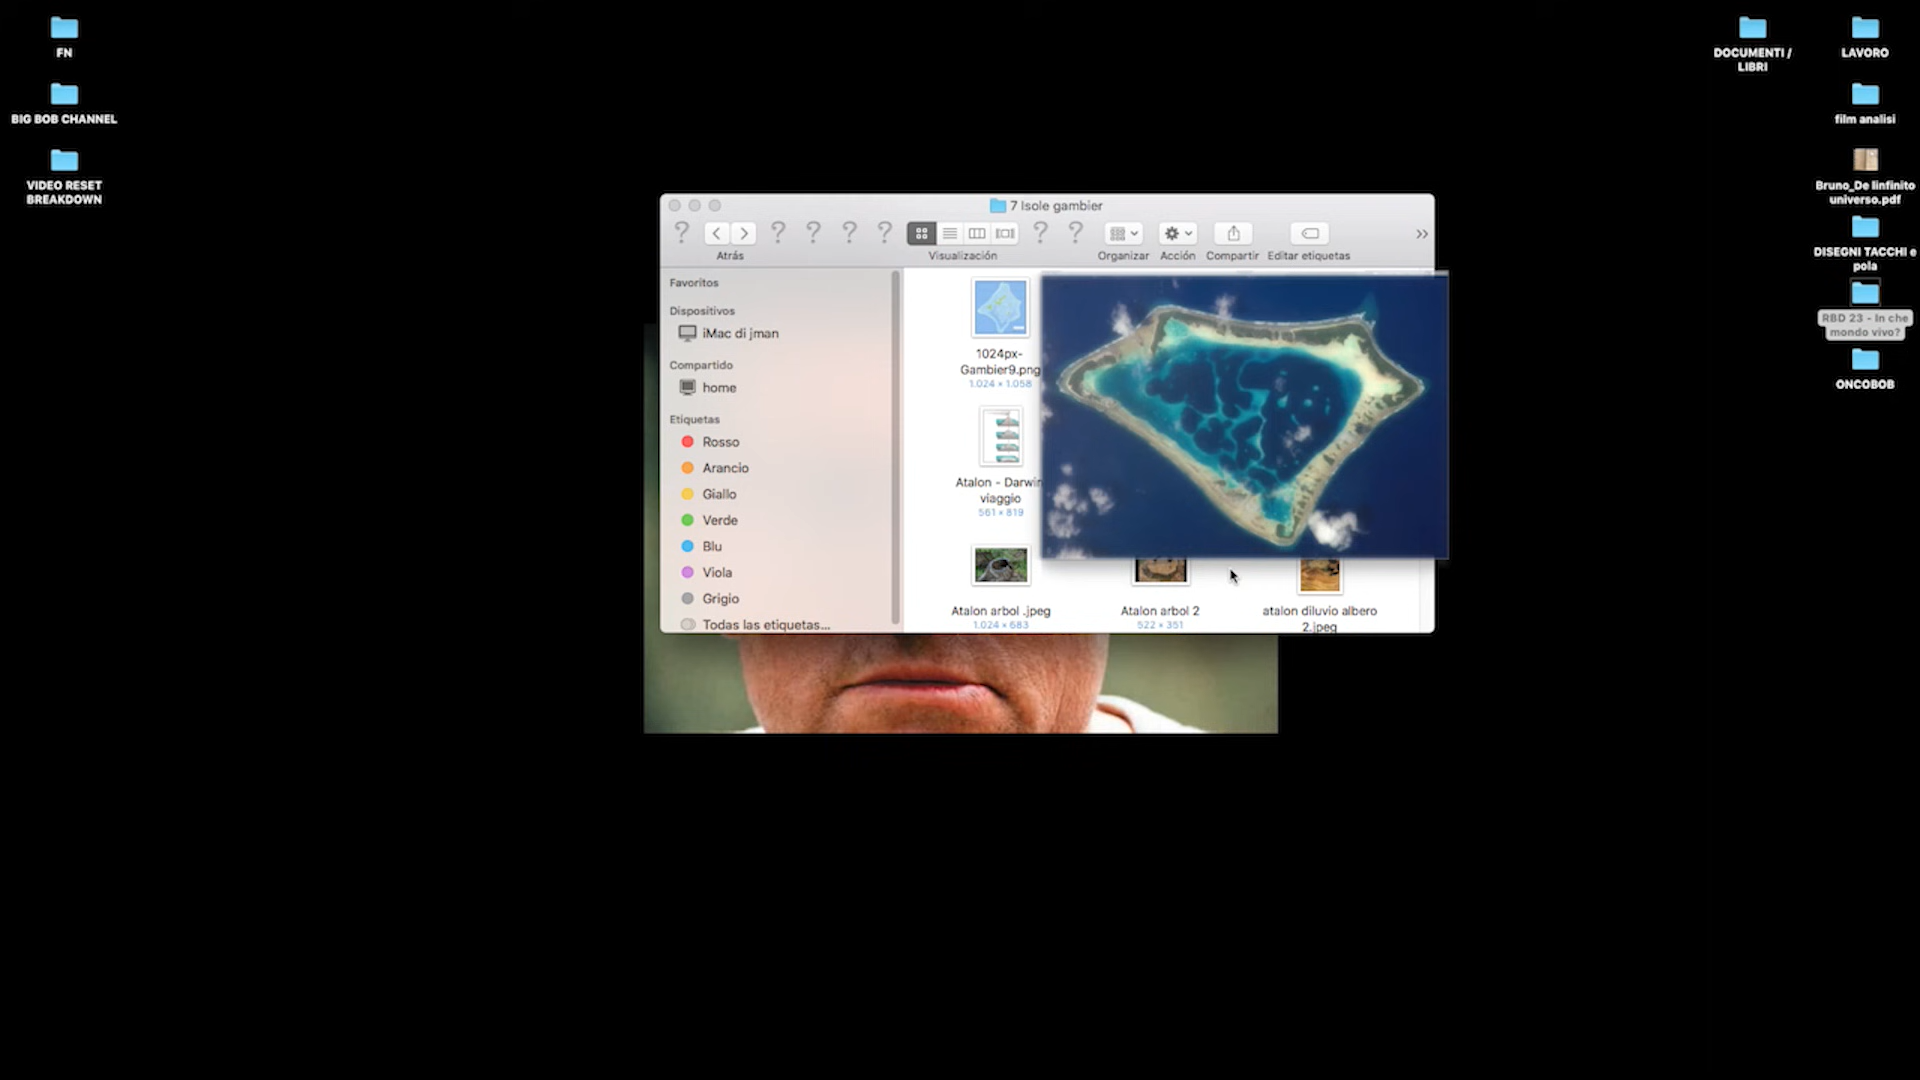 FN
BIG BOB CHANNEL
VIDEO RESET
BREAKDOWN
DOCUMENTI /
LIBRI
LAVORO
film analisi
Bruno_De linfinito
universo.pdf
DISEGNI TACCHI e
pola
RBD 23 - In che
mondo vivo?
ONCOBOB
7 Isole gambier
? ? ? ? ? ? ?
Atrás
Visualización
Organizar
Acción
Compartir
Editar etiquetas
Favoritos
Dispositivos
iMac di jman
Compartido
home
Etiquetas
Rosso
Arancio
Giallo
Verde
Blu
Viola
Grigio
Todas las etiquetas...
1024px-
Gambier9.png
1.024 × 1.058
Atalon - Darwin
viaggio
561 × 819
Atalon arbol .jpeg
1.024 × 683
Atalon arbol 2
522 × 351
atalon diluvio albero
2.jpeg